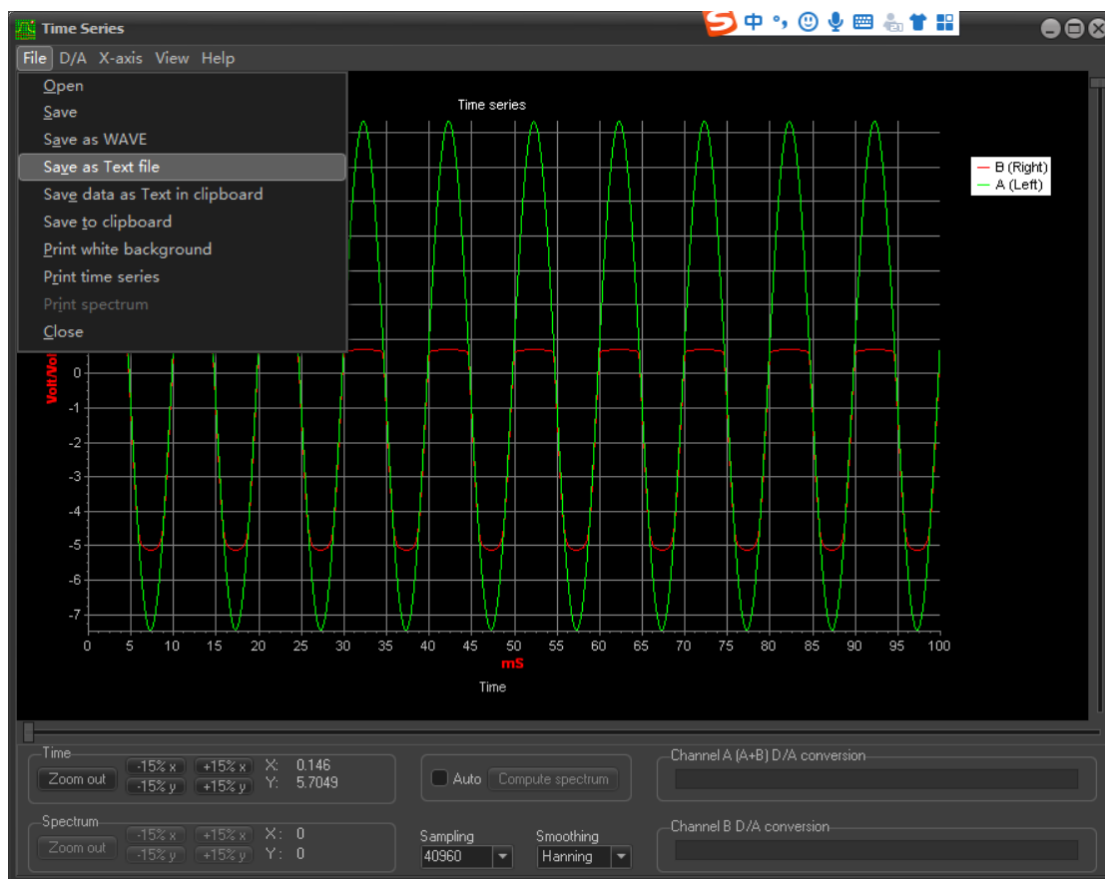 Time Series
中
File D/A X-axis View Help
Open
Save
Save as WAVE
Save as Text file
Save data as Text in clipboard
Save to clipboard
Print white background
Print time series
Print spectrum
Close
Time series
B (Right)
A (Left)
0
-1
-2
-3
-4
-5
-6
-7
0 5 10 15 20 25 30 35 40 45 50 55 60 65 70 75 80 85 90 95 100
mS
Time
Time
Zoom out -15% x +15% x X: 0.146
-15% y +15% y Y: 5.7049
Auto Compute spectrum
Channel A (A+B) D/A conversion
Spectrum
Zoom out -15% x +15% x X: 0
-15% y +15% y Y: 0
Sampling Smoothing
40960 Hanning
Channel B D/A conversion